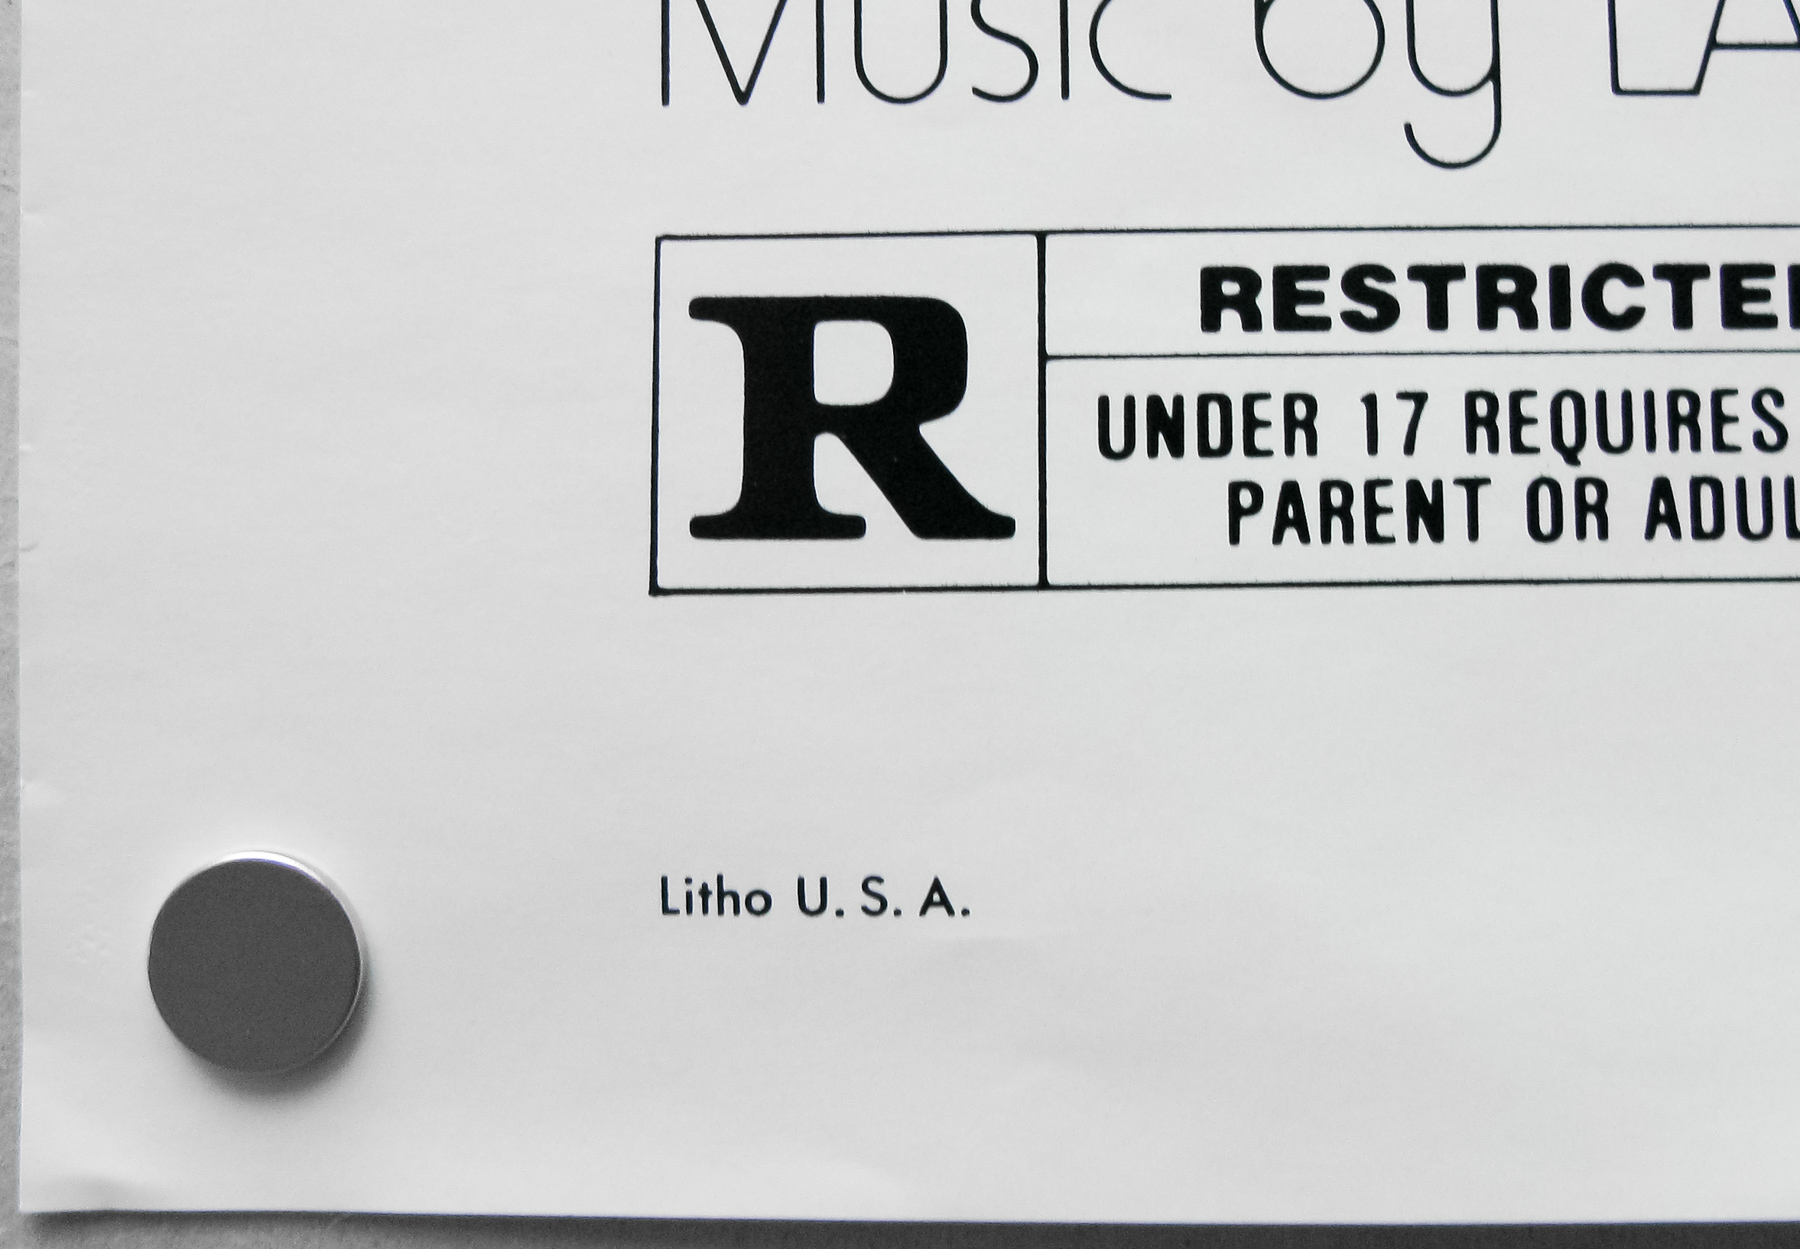 Music by LA
R
RESTRICTE
UNDER 17 REQUIRES
PARENT OR ADUL
Litho U. S. A.